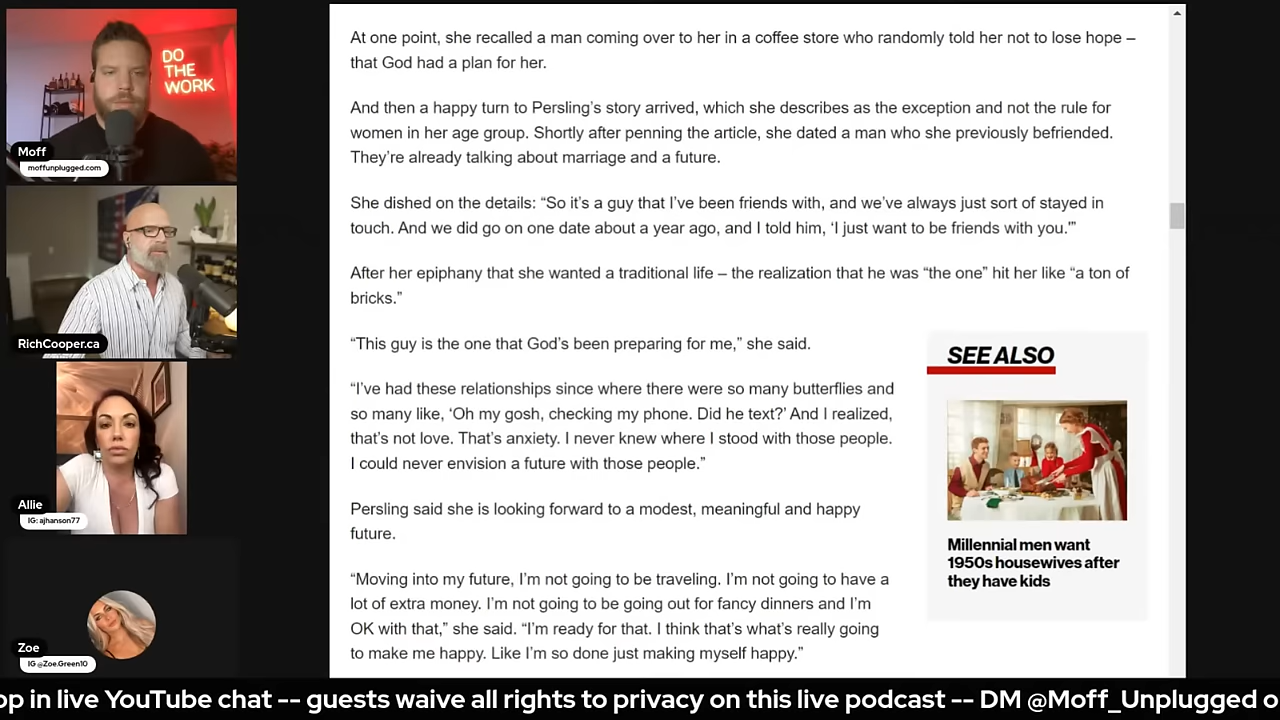 DO
THE
WORK
Moff
moffunplugged.com
RichCooper.ca
Allie
IG: ajhanson77
Zoe
IG @Zoe.Green10
At one point, she recalled a man coming over to her in a coffee store who randomly told her not to lose hope –
that God had a plan for her.
And then a happy turn to Persling’s story arrived, which she describes as the exception and not the rule for
women in her age group. Shortly after penning the article, she dated a man who she previously befriended.
They’re already talking about marriage and a future.
She dished on the details: “So it’s a guy that I’ve been friends with, and we’ve always just sort of stayed in
touch. And we did go on one date about a year ago, and I told him, ‘I just want to be friends with you.’”
After her epiphany that she wanted a traditional life – the realization that he was “the one” hit her like “a ton of
bricks.”
“This guy is the one that God’s been preparing for me,” she said.
“I’ve had these relationships since where there were so many butterflies and
so many like, ‘Oh my gosh, checking my phone. Did he text?’ And I realized,
that’s not love. That’s anxiety. I never knew where I stood with those people.
I could never envision a future with those people.”
Persling said she is looking forward to a modest, meaningful and happy
future.
“Moving into my future, I’m not going to be traveling. I’m not going to have a
lot of extra money. I’m not going to be going out for fancy dinners and I’m
OK with that,” she said. “I’m ready for that. I think that’s what’s really going
to make me happy. Like I’m so done just making myself happy.”
SEE ALSO
Millennial men want
1950s housewives after
they have kids
op in live YouTube chat -- guests waive all rights to privacy on this live podcast -- DM @Moff_Unplugged o